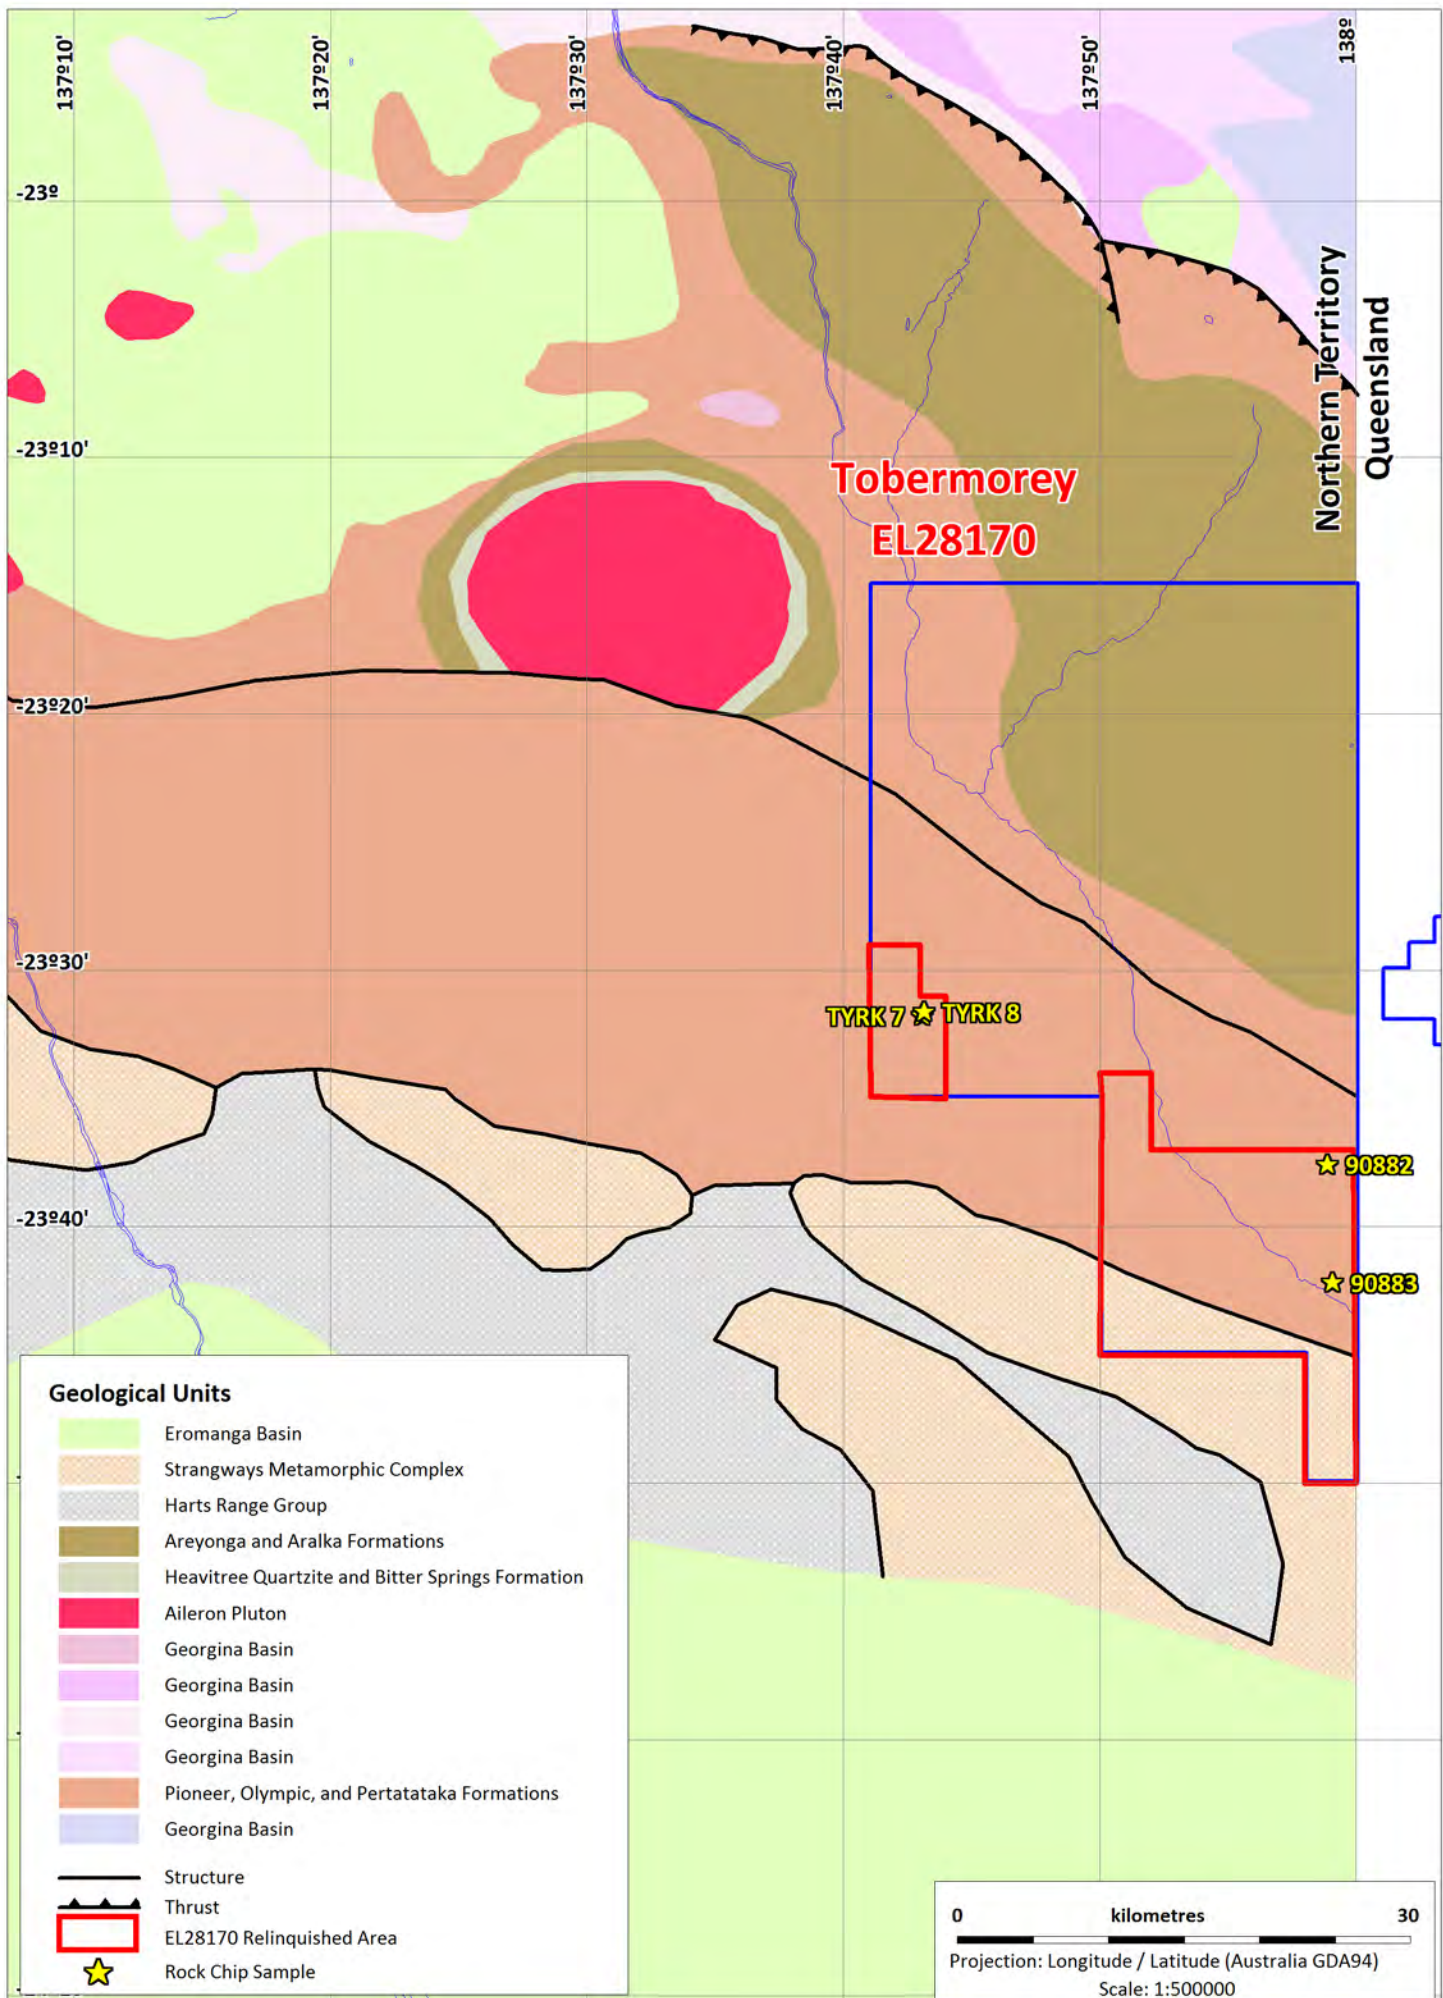 137º10'
137º20'
137º30'
137º40'
137º50'
138º
-23º
-23º10'
-23º20'
-23º30'
-23º40'
Northern Territory
Queensland
Tobermorey
EL28170
TYRK 7
TYRK 8
90882
90883
Geological Units
Eromanga Basin
Strangways Metamorphic Complex
Harts Range Group
Areyonga and Aralka Formations
Heavitree Quartzite and Bitter Springs Formation
Aileron Pluton
Georgina Basin
Georgina Basin
Georgina Basin
Georgina Basin
Pioneer, Olympic, and Pertatataka Formations
Georgina Basin
Structure
Thrust
EL28170 Relinquished Area
Rock Chip Sample
0 kilometres 30
Projection: Longitude / Latitude (Australia GDA94)
Scale: 1:500000